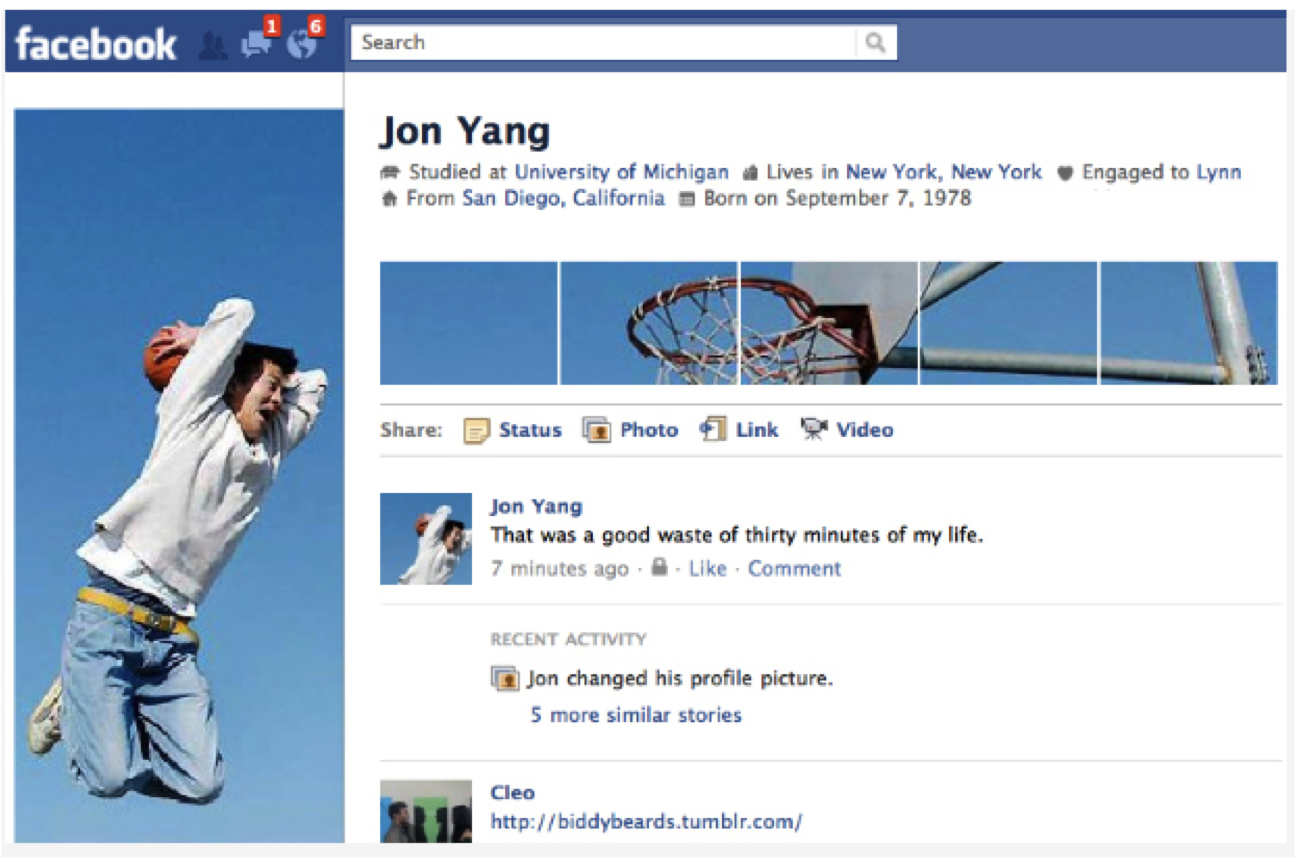 facebook 1 6 Search
Jon Yang
Studied at University of Michigan Lives in New York, New York Engaged to Lynn
From San Diego, California Born on September 7, 1978
Share: Status Photo Link Video
Jon Yang
That was a good waste of thirty minutes of my life.
7 minutes ago · · Like · Comment
RECENT ACTIVITY
Jon changed his profile picture.
5 more similar stories
Cleo
http://biddybeards.tumblr.com/